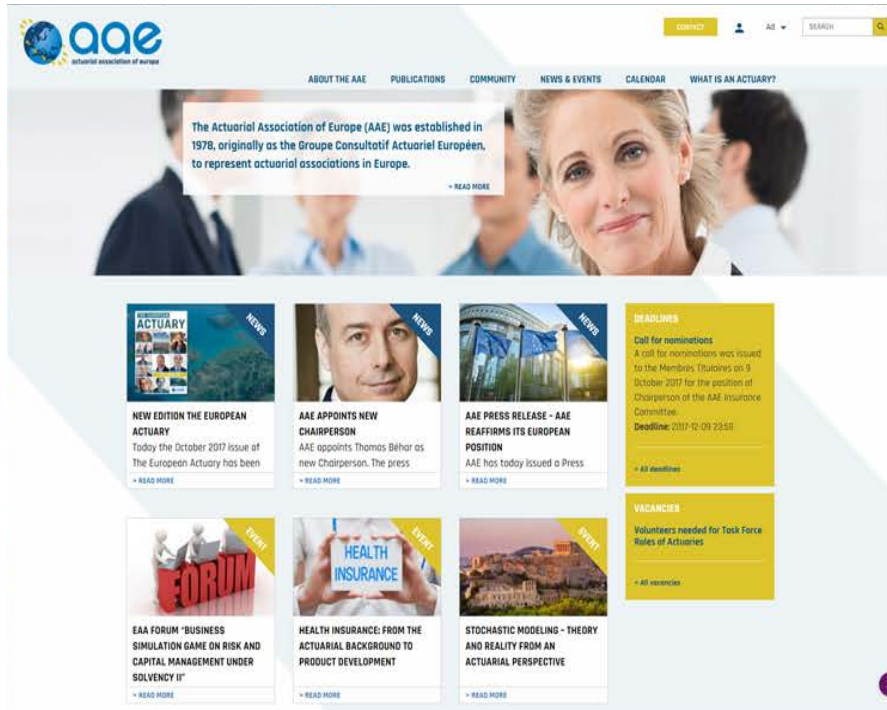 aae
actuarial association of europe
CONTACT
All
SEARCH
ABOUT THE AAE
PUBLICATIONS
COMMUNITY
NEWS & EVENTS
CALENDAR
WHAT IS AN ACTUARY?
The Actuarial Association of Europe (AAE) was established in
1978, originally as the Groupe Consultatif Actuariel Européen,
to represent actuarial associations in Europe.
» READ MORE
THE EUROPEAN
ACTUARY
NEWS
NEW EDITION THE EUROPEAN
ACTUARY
Today the October 2017 issue of
The European Actuary has been
» READ MORE
NEWS
AAE APPOINTS NEW
CHAIRPERSON
AAE appoints Thomas Béhar as
new Chairperson. The press
» READ MORE
NEWS
AAE PRESS RELEASE – AAE
REAFFIRMS ITS EUROPEAN
POSITION
AAE has today issued a Press
» READ MORE
DEADLINES
Call for nominations
A call for nominations was issued
to the Membres Titulaires on 9
October 2017 for the position of
Chairperson of the AAE Insurance
Committee.
Deadline: 2017-12-09 23:59
» All deadlines
VACANCIES
Volunteers needed for Task Force
Roles of Actuaries
» All vacancies
FORUM
EVENT
EAA FORUM "BUSINESS
SIMULATION GAME ON RISK AND
CAPITAL MANAGEMENT UNDER
SOLVENCY II"
» READ MORE
HEALTH
INSURANCE
EVENT
HEALTH INSURANCE: FROM THE
ACTUARIAL BACKGROUND TO
PRODUCT DEVELOPMENT
» READ MORE
EVENT
STOCHASTIC MODELING – THEORY
AND REALITY FROM AN
ACTUARIAL PERSPECTIVE
» READ MORE